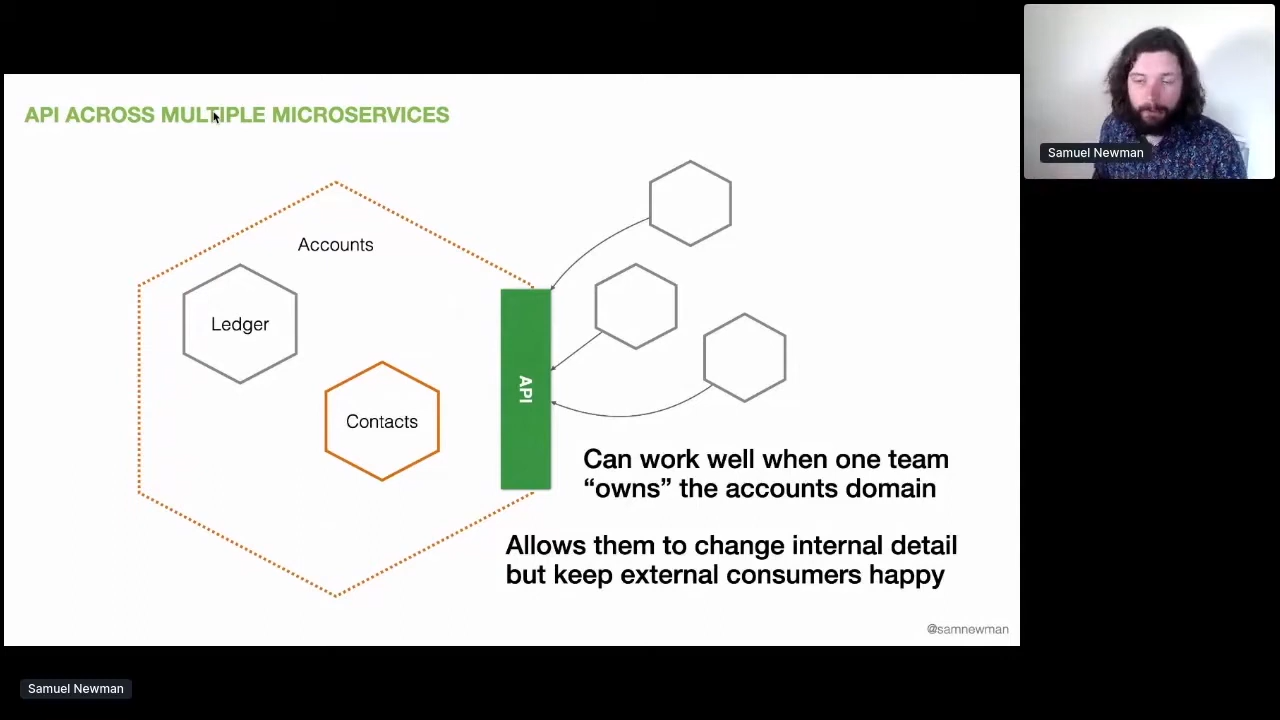 API ACROSS MULTIPLE MICROSERVICES
Samuel Newman
Accounts
Ledger
Contacts
API
Can work well when one team
“owns” the accounts domain
Allows them to change internal detail
but keep external consumers happy
@samnewman
Samuel Newman